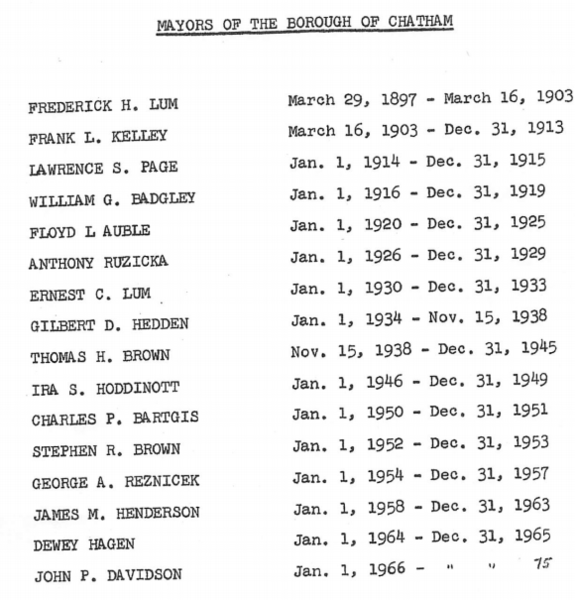 MAYORS OF THE BOROUGH OF CHATHAM
FREDERICK H. LUM March 29, 1897 - March 16, 1903
FRANK L. KELLEY March 16, 1903 - Dec. 31, 1913
LAWRENCE S. PAGE Jan. 1, 1914 - Dec. 31, 1915
WILLIAM G. BADGLEY Jan. 1, 1916 - Dec. 31, 1919
FLOYD L AUBLE Jan. 1, 1920 - Dec. 31, 1925
ANTHONY RUZICKA Jan. 1, 1926 - Dec. 31, 1929
ERNEST C. LUM Jan. 1, 1930 - Dec. 31, 1933
GILBERT D. HEDDEN Jan. 1, 1934 - Nov. 15, 1938
THOMAS H. BROWN Nov. 15, 1938 - Dec. 31, 1945
IRA S. HODDINOTT Jan. 1, 1946 - Dec. 31, 1949
CHARLES P. BARTGIS Jan. 1, 1950 - Dec. 31, 1951
STEPHEN R. BROWN Jan. 1, 1952 - Dec. 31, 1953
GEORGE A. REZNICEK Jan. 1, 1954 - Dec. 31, 1957
JAMES M. HENDERSON Jan. 1, 1958 - Dec. 31, 1963
DEWEY HAGEN Jan. 1, 1964 - Dec. 31, 1965
JOHN P. DAVIDSON Jan. 1, 1966 - " " 75